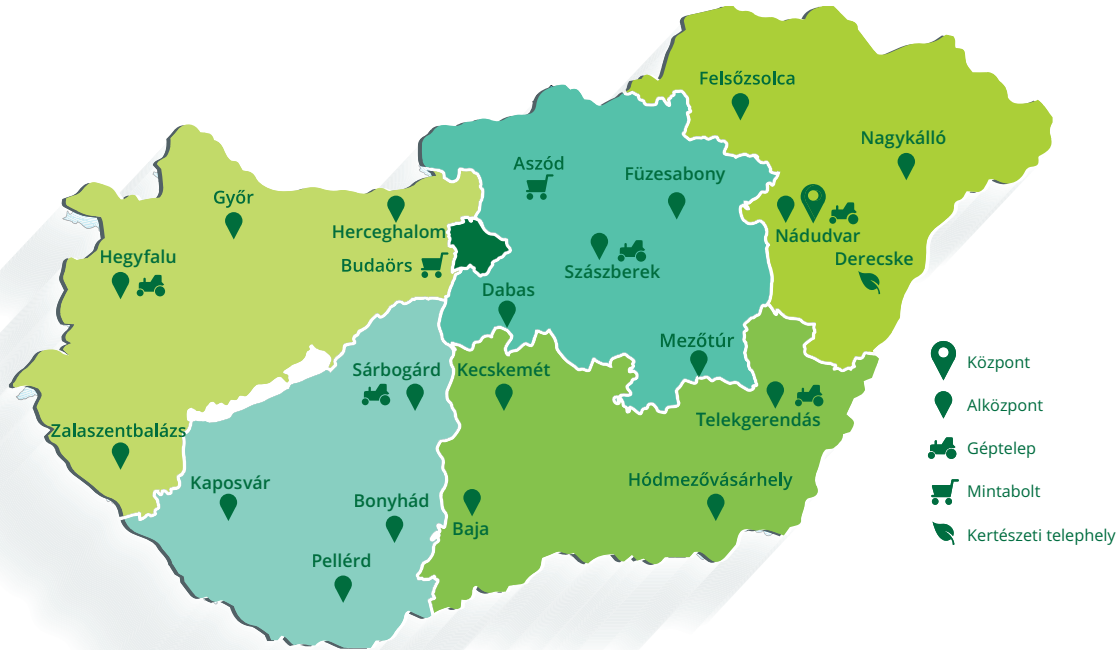 Felsőzsolca
Nagykálló
Aszód
Füzesabony
Győr
Herceghalom
Nádudvar
Hegyfalu
Budaörs
Szászberek
Derecske
Dabas
Mezőtúr
Sárbogárd
Kecskemét
Telekgerendás
Zalaszentbalázs
Kaposvár
Bonyhád
Hódmezővásárhely
Baja
Pellérd
Központ
Alközpont
Géptelep
Mintabolt
Kertészeti telephely